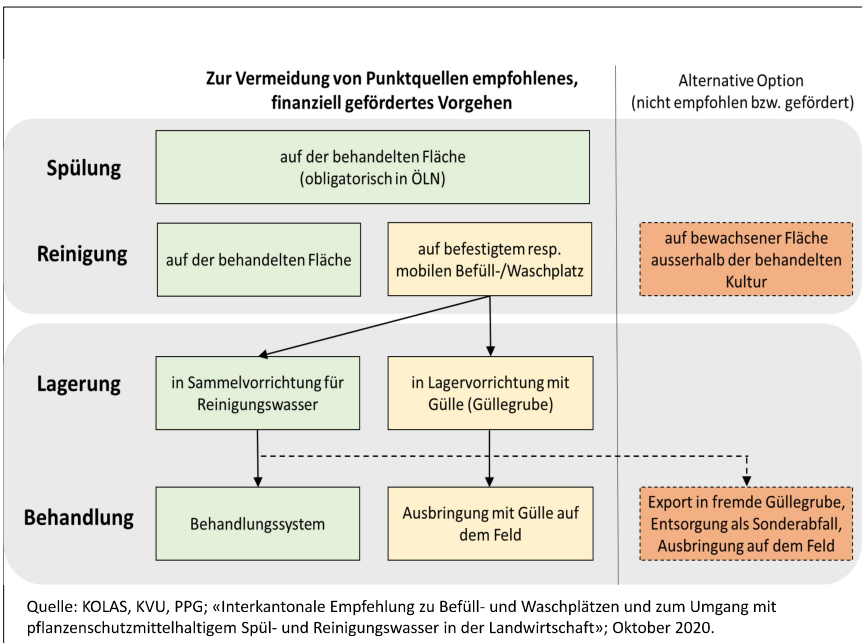 Zur Vermeidung von Punktquellen empfohlenes,
finanziell gefördertes Vorgehen
Alternative Option
(nicht empfohlen bzw. gefördert)
Spülung
auf der behandelten Fläche
(obligatorisch in ÖLN)
Reinigung
auf der behandelten Fläche
auf befestigtem resp.
mobilen Befüll-/Waschplatz
auf bewachsener Fläche
ausserhalb der behandelten
Kultur
Lagerung
in Sammelvorrichtung für
Reinigungswasser
in Lagervorrichtung mit
Gülle (Güllegrube)
Behandlung
Behandlungssystem
Ausbringung mit Gülle auf
dem Feld
Export in fremde Güllegrube,
Entsorgung als Sonderabfall,
Ausbringung auf dem Feld
Quelle: KOLAS, KVU, PPG; «Interkantonale Empfehlung zu Befüll- und Waschplätzen und zum Umgang mit
pflanzenschutzmittelhaltigem Spül- und Reinigungswasser in der Landwirtschaft»; Oktober 2020.